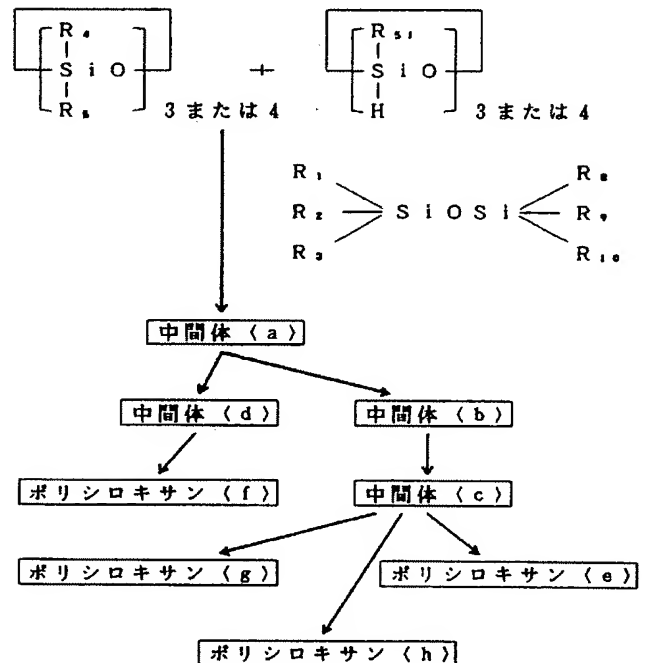 R₄ R₅₁
S i O + S i O
R₅ 3 または 4 H 3 または 4
R₁ R₈
R₂ S i O S i R₉
R₃ R₁₀
中間体〈a〉
中間体〈d〉 中間体〈b〉
ポリシロキサン〈f〉 中間体〈c〉
ポリシロキサン〈g〉 ポリシロキサン〈e〉
ポリシロキサン〈h〉